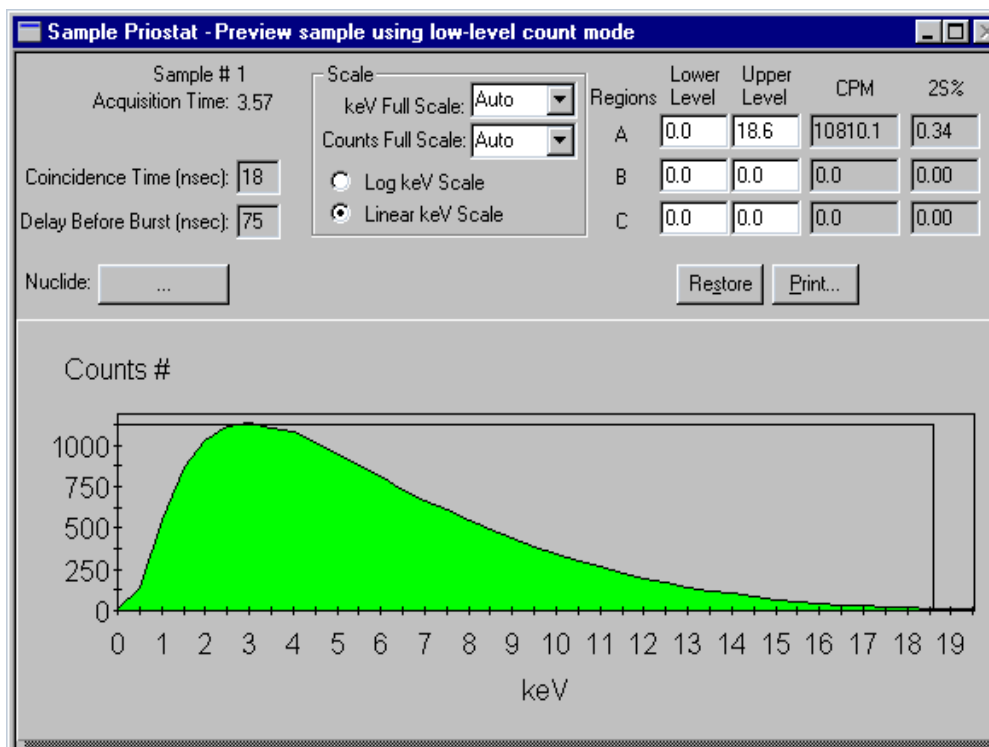 Sample Priostat - Preview sample using low-level count mode
Sample # 1
Acquisition Time: 3.57
Coincidence Time (nsec): 18
Delay Before Burst (nsec): 75
Nuclide: ...
Scale
keV Full Scale: Auto
Counts Full Scale: Auto
Log keV Scale
Linear keV Scale
Regions Lower Level Upper Level CPM 2S%
A 0.0 18.6 10810.1 0.34
B 0.0 0.0 0.0 0.00
C 0.0 0.0 0.0 0.00
Restore Print...
Counts #
1000
750
500
250
0
0 1 2 3 4 5 6 7 8 9 10 11 12 13 14 15 16 17 18 19
keV